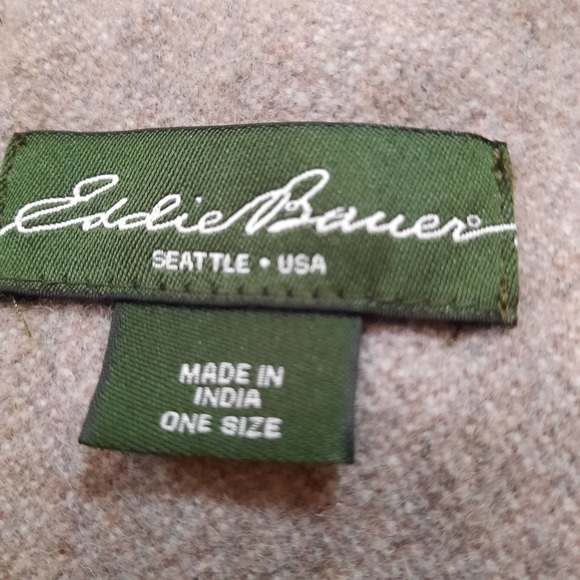 Eddie Bauer®
SEATTLE • USA
MADE IN
INDIA
ONE SIZE